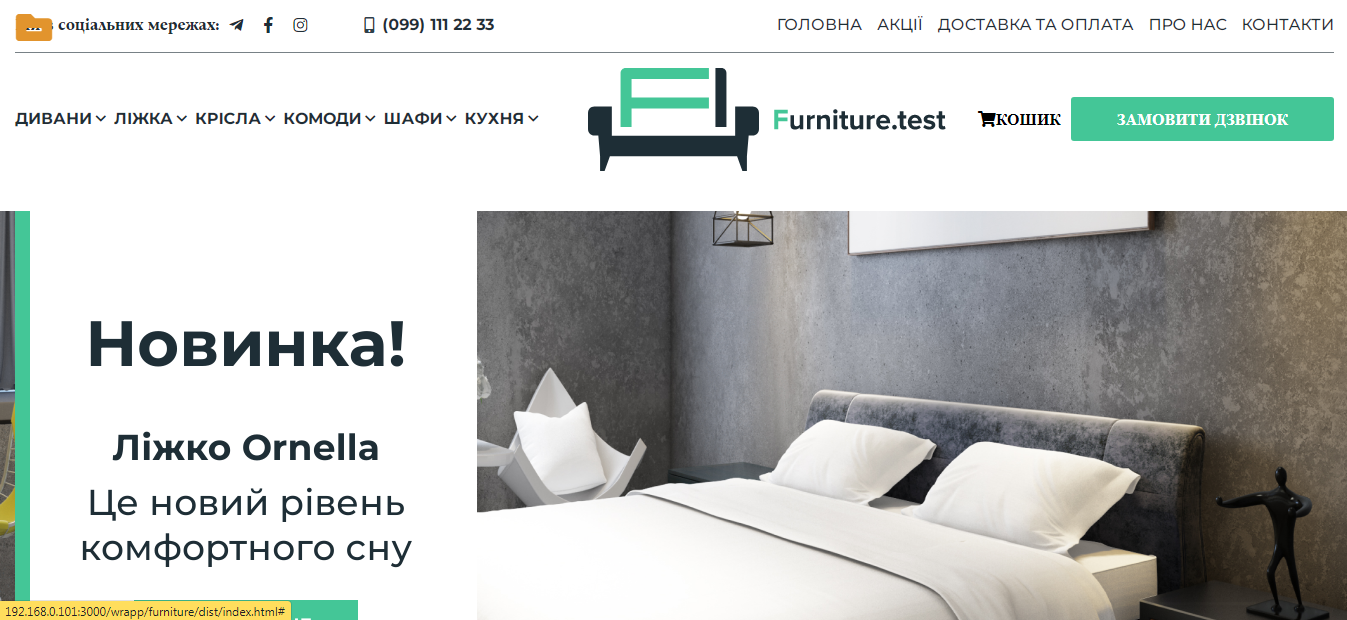 в соціальних мережах: (099) 111 22 33 ГОЛОВНА АКЦІЇ ДОСТАВКА ТА ОПЛАТА ПРО НАС КОНТАКТИ
ДИВАНИ ЛІЖКА КРІСЛА КОМОДИ ШАФИ КУХНЯ Furniture.test КОШИК ЗАМОВИТИ ДЗВІНОК
Новинка!
Ліжко Ornella
Це новий рівень
комфортного сну
192.168.0.101:3000/wrapp/furniture/dist/index.html#